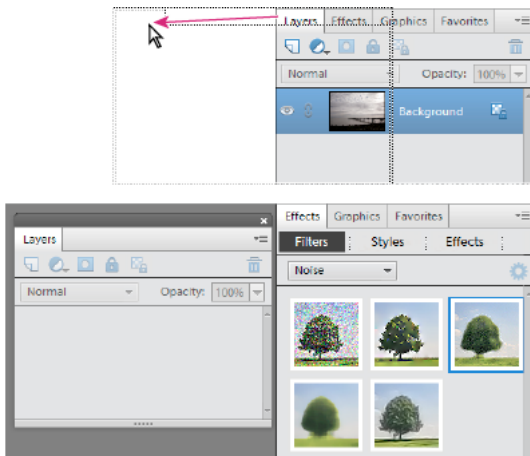 Layers Effects Graphics Favorites
Normal Opacity: 100%
Background
Layers
Normal Opacity: 100%
Effects Graphics Favorites
Filters Styles Effects
Noise